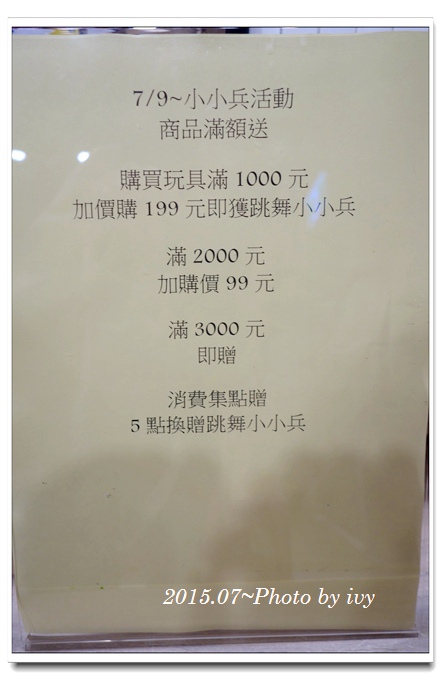 7/9~小小兵活動
商品滿額送
購買玩具滿 1000 元
加價購 199 元即獲跳舞小小兵
滿 2000 元
加購價 99 元
滿 3000 元
即贈
消費集點贈
5 點換贈跳舞小小兵
2015.07~Photo by ivy